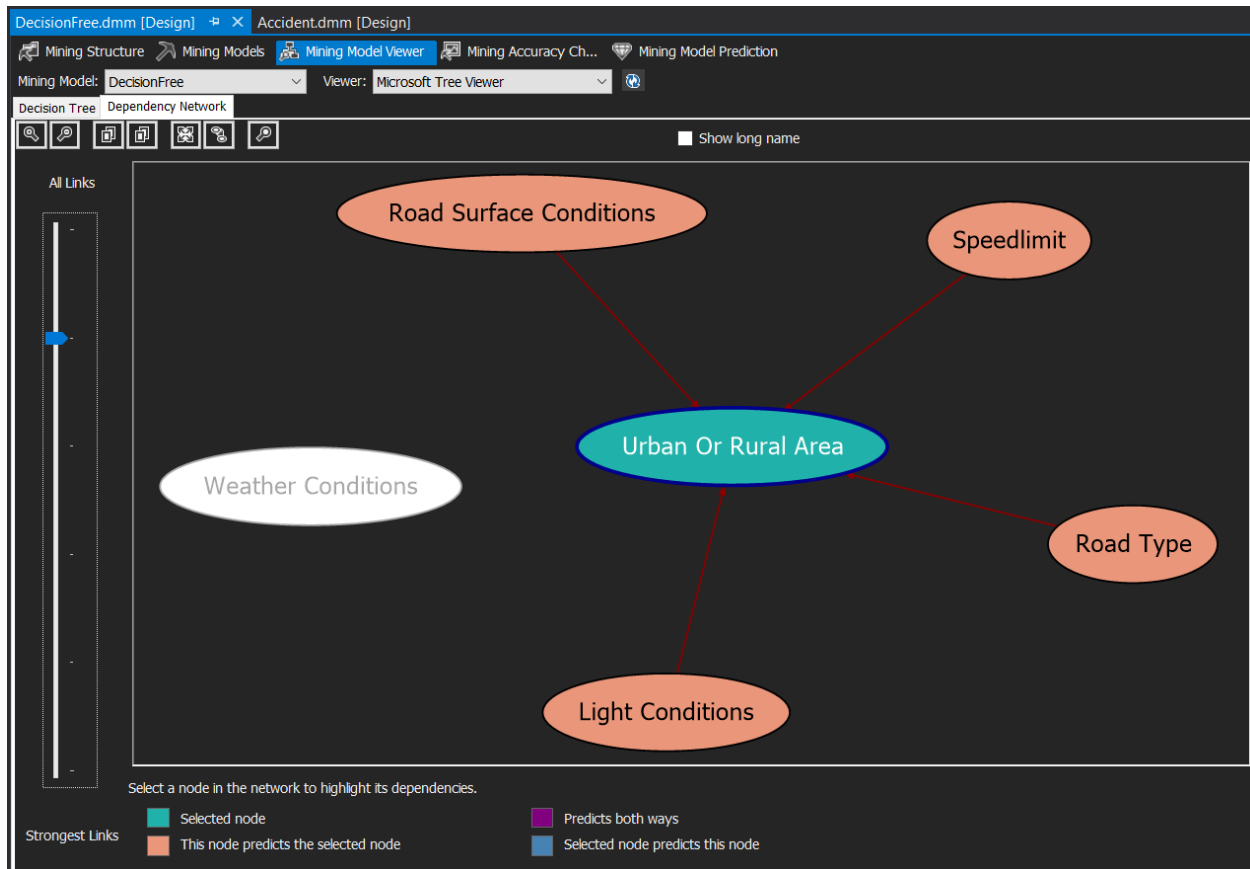 DecisionFree.dmm [Design] Accident.dmm [Design]
Mining Structure Mining Models Mining Model Viewer Mining Accuracy Ch... Mining Model Prediction
Mining Model: DecisionFree Viewer: Microsoft Tree Viewer
Decision Tree Dependency Network
Show long name
All Links
Road Surface Conditions
Speedlimit
Urban Or Rural Area
Weather Conditions
Road Type
Light Conditions
Select a node in the network to highlight its dependencies.
Selected node Predicts both ways
Strongest Links
This node predicts the selected node Selected node predicts this node